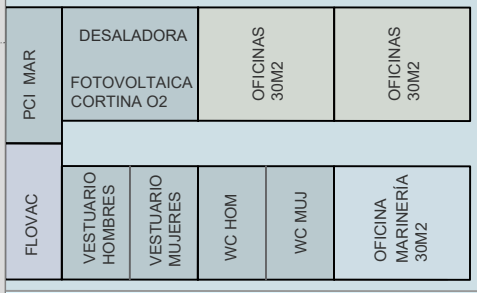 PCI MAR
DESALADORA
FOTOVOLTAICA
CORTINA O2
OFICINAS
30M2
OFICINAS
30M2
FLOVAC
VESTUARIO
HOMBRES
VESTUARIO
MUJERES
WC HOM
WC MUJ
OFICINA
MARINERÍA
30M2